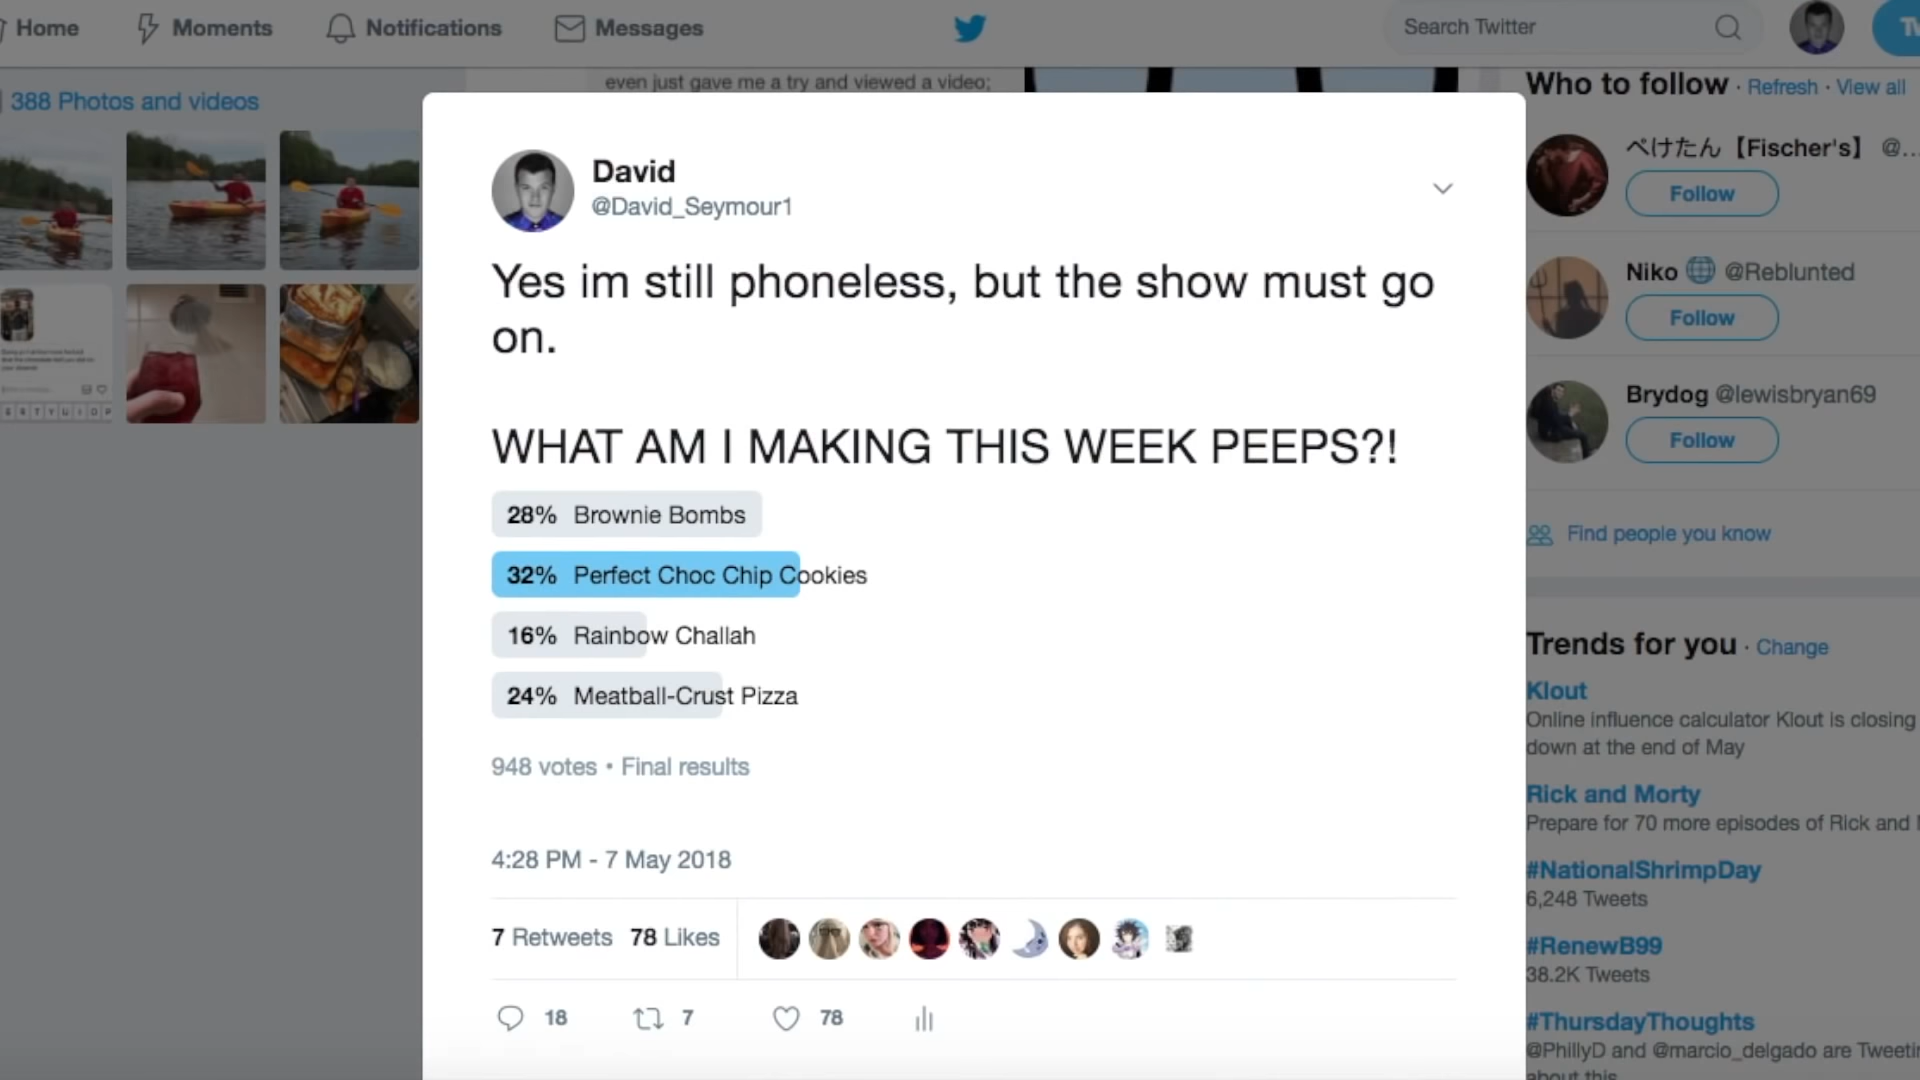 Home
Moments
Notifications
Messages
Search Twitter
388 Photos and videos
even just gave me a try and viewed a video;
David
@David_Seymour1
Yes im still phoneless, but the show must go
on.
WHAT AM I MAKING THIS WEEK PEEPS?!
28% Brownie Bombs
32% Perfect Choc Chip Cookies
16% Rainbow Challah
24% Meatball-Crust Pizza
948 votes • Final results
4:28 PM - 7 May 2018
7 Retweets 78 Likes
18 7 78
Who to follow · Refresh · View all
ぺけたん【Fischer's】 @...
Follow
Niko @Reblunted
Follow
Brydog @lewisbryan69
Follow
Find people you know
Trends for you · Change
Klout
Online influence calculator Klout is closing
down at the end of May
Rick and Morty
Prepare for 70 more episodes of Rick and
#NationalShrimpDay
6,248 Tweets
#RenewB99
38.2K Tweets
#ThursdayThoughts
@PhillyD and @marcio_delgado are Tweeti
about this